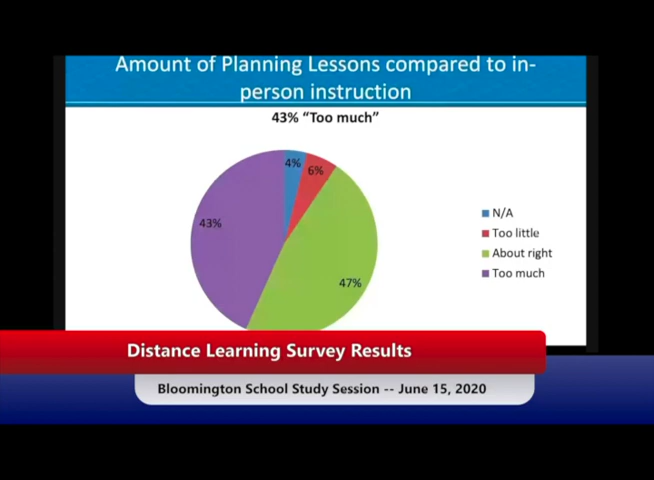 Amount of Planning Lessons compared to in-
person instruction
43% "Too much"
4%
6%
43%
47%
N/A
Too little
About right
Too much
Distance Learning Survey Results
Bloomington School Study Session -- June 15, 2020